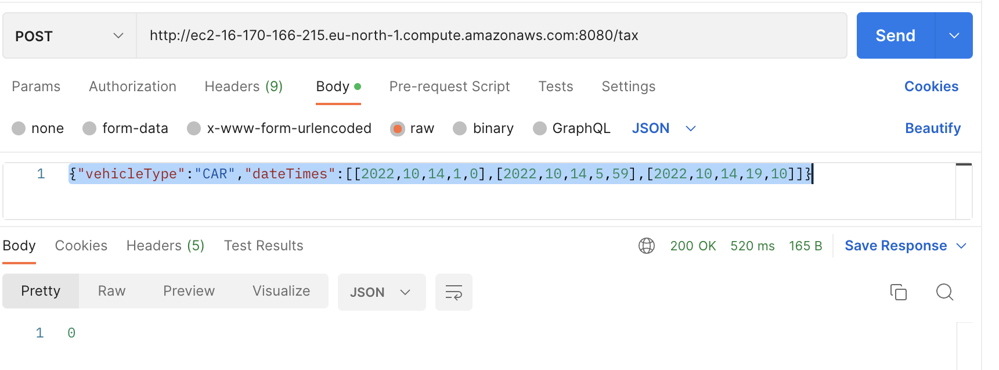 POST http://ec2-16-170-166-215.eu-north-1.compute.amazonaws.com:8080/tax Send
Params Authorization Headers (9) Body Pre-request Script Tests Settings Cookies
none form-data x-www-form-urlencoded raw binary GraphQL JSON Beautify
1 {"vehicleType":"CAR","dateTimes":[[2022,10,14,1,0],[2022,10,14,5,59],[2022,10,14,19,10]]}
Body Cookies Headers (5) Test Results 200 OK 520 ms 165 B Save Response
Pretty Raw Preview Visualize JSON
1 0